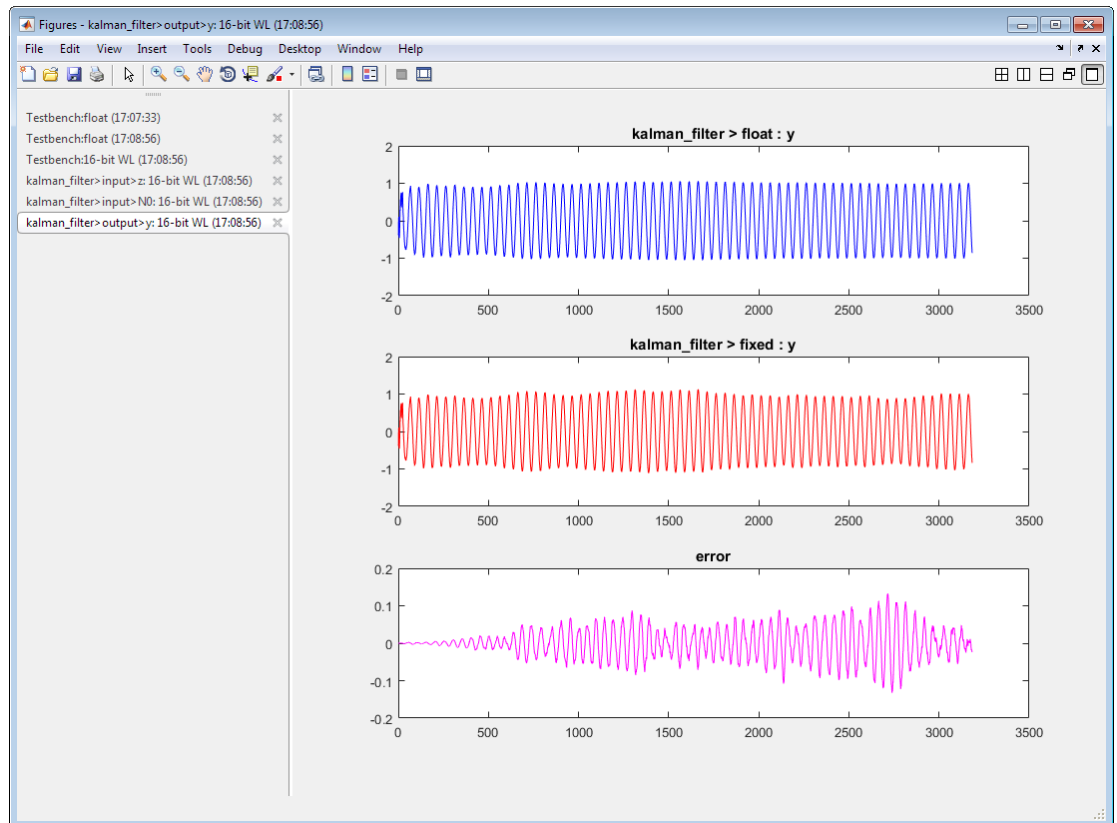 Figures - kalman_filter>output>y: 16-bit WL (17:08:56)
File Edit View Insert Tools Debug Desktop Window Help
Testbench:float (17:07:33)
Testbench:float (17:08:56)
Testbench:16-bit WL (17:08:56)
kalman_filter>input>z: 16-bit WL (17:08:56)
kalman_filter>input>N0: 16-bit WL (17:08:56)
kalman_filter>output>y: 16-bit WL (17:08:56)
kalman_filter > float : y
2
1
0
-1
-2
0 500 1000 1500 2000 2500 3000 3500
kalman_filter > fixed : y
2
1
0
-1
-2
0 500 1000 1500 2000 2500 3000 3500
error
0.2
0.1
0
-0.1
-0.2
0 500 1000 1500 2000 2500 3000 3500